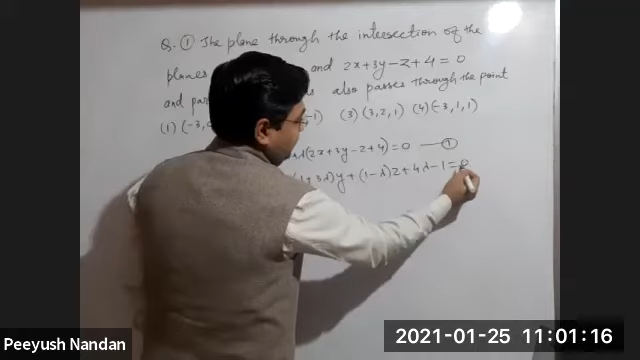 Q. ① The plane through the intersection of the
planes and 2x+3y-z+4=0
and also passes through the point
(1) (-3, -1) (3) (3,2,1) (4) (-3,1,1)
(2x+3y-z+4)=0 —①
(1+3λ)y+(1-λ)z+4λ-1=0
Peeyush Nandan
2021-01-25 11:01:16